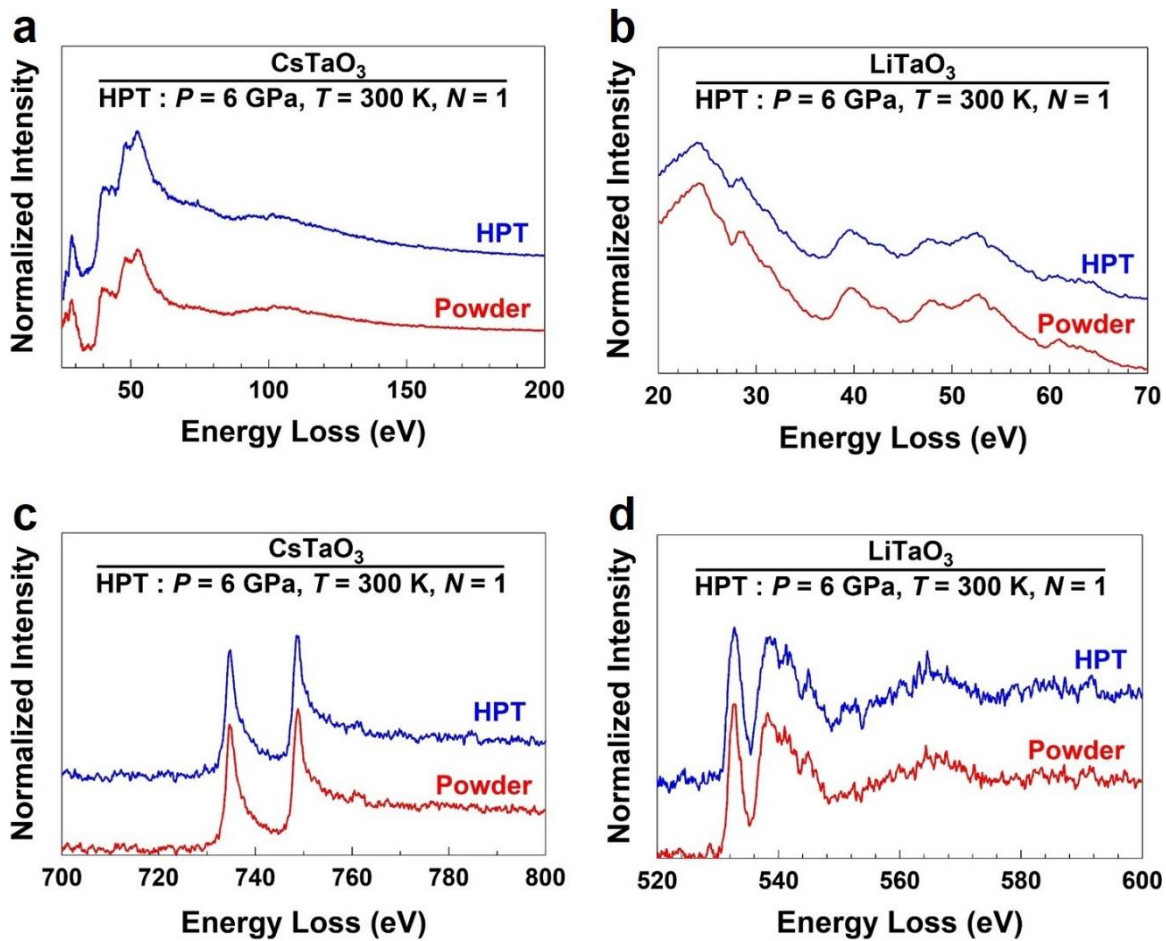 a
CsTaO₃
HPT : P = 6 GPa, T = 300 K, N = 1
Normalized Intensity
HPT
Powder
50 100 150 200
Energy Loss (eV)
b
LiTaO₃
HPT : P = 6 GPa, T = 300 K, N = 1
Normalized Intensity
HPT
Powder
20 30 40 50 60 70
Energy Loss (eV)
c
CsTaO₃
HPT : P = 6 GPa, T = 300 K, N = 1
Normalized Intensity
HPT
Powder
700 720 740 760 780 800
Energy Loss (eV)
d
LiTaO₃
HPT : P = 6 GPa, T = 300 K, N = 1
Normalized Intensity
HPT
Powder
520 540 560 580 600
Energy Loss (eV)